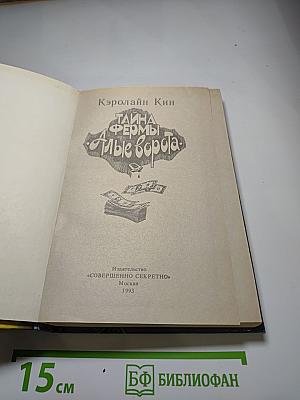 Кэролайн Кин
ТАЙНА
ФЕРМЫ
«Алые ворота»
Издательство
«СОВЕРШЕННО СЕКРЕТНО»
Москва
1993
15 см
БФ БИБЛИОФАН